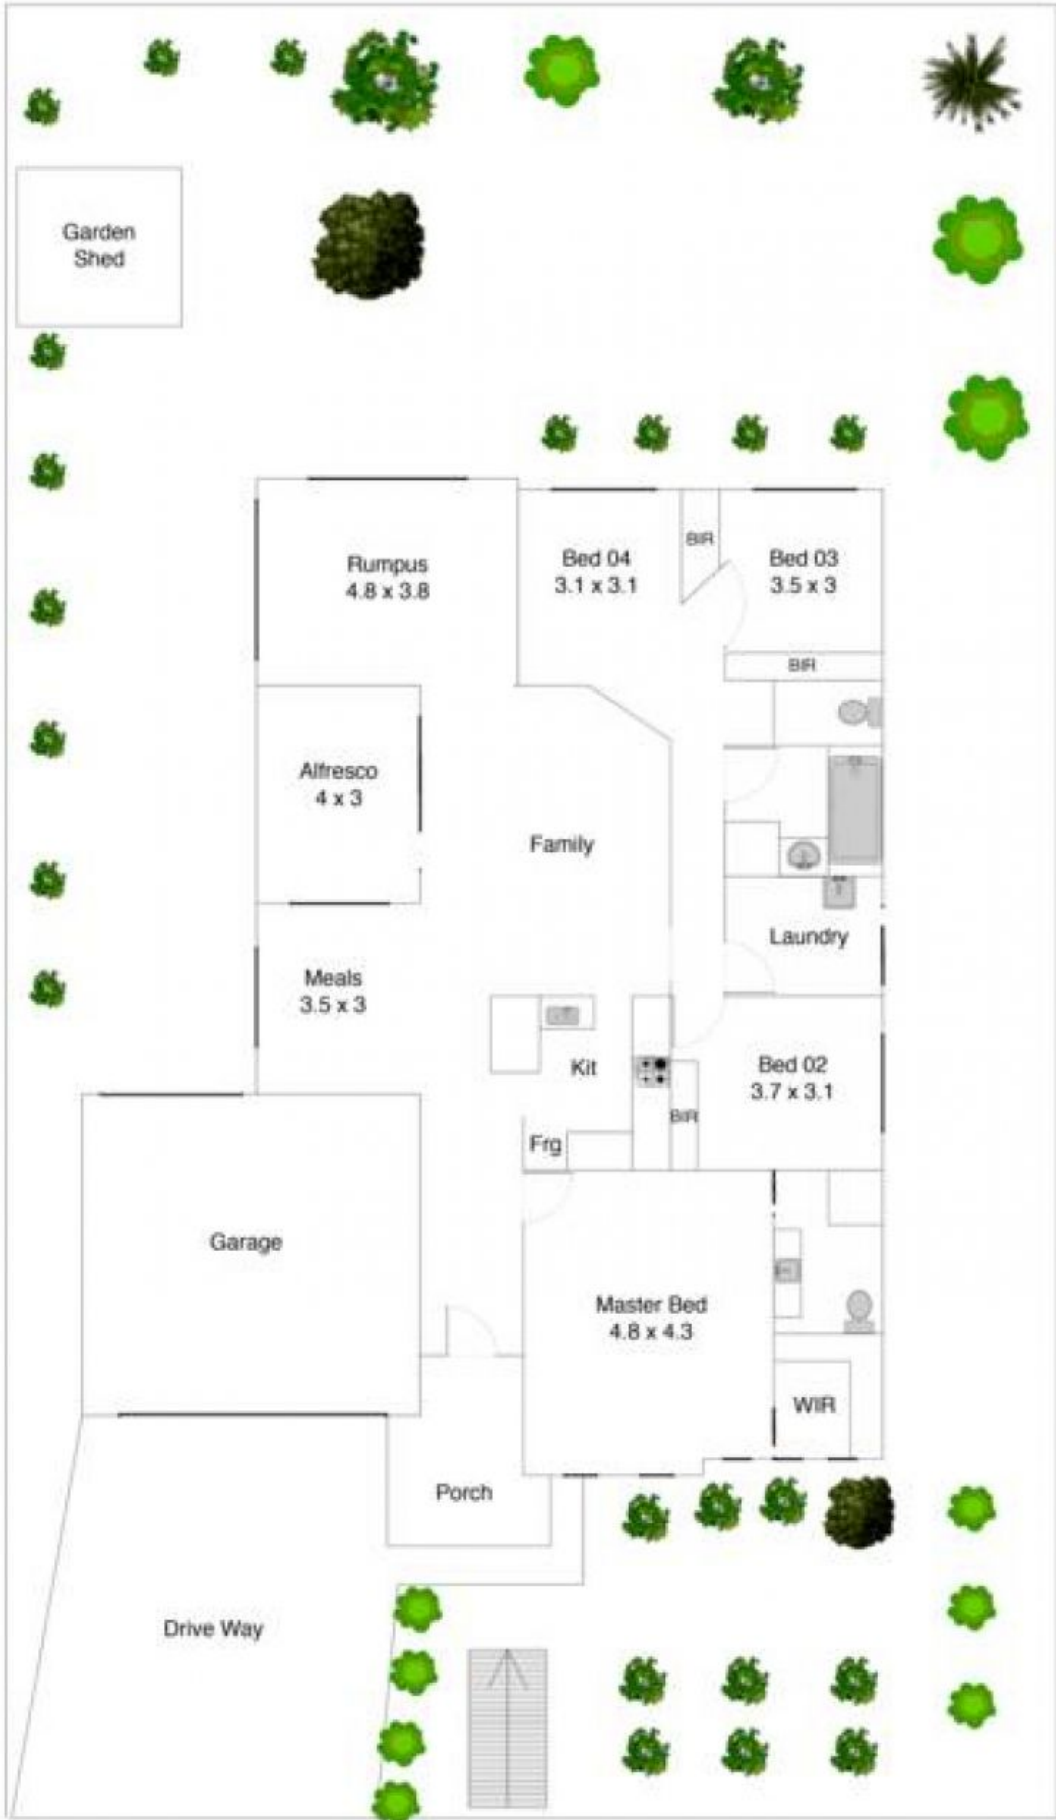 Garden
Shed
Rumpus
4.8 x 3.8
Bed 04
3.1 x 3.1
BIR
Bed 03
3.5 x 3
BIR
Alfresco
4 x 3
Family
Laundry
Meals
3.5 x 3
Kit
Bed 02
3.7 x 3.1
BIR
Frg
Garage
Master Bed
4.8 x 4.3
WIR
Porch
Drive Way